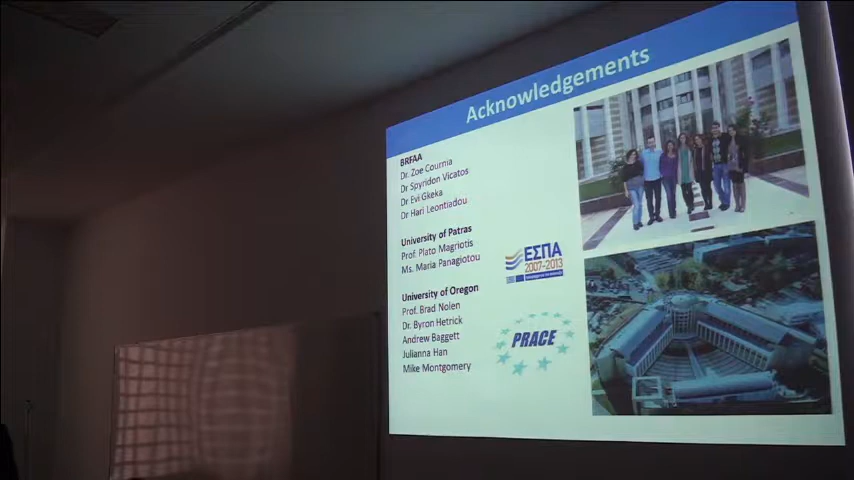 Acknowledgements
BRFAA
Dr. Zoe Cournia
Dr Spyridon Vicatos
Dr Evi Gkeka
Dr Hari Leontiadou
University of Patras
Prof. Plato Magriotis
Ms. Maria Panagiotou
University of Oregon
Prof. Brad Nolen
Dr. Byron Hetrick
Andrew Baggett
Julianna Han
Mike Montgomery
ΕΣΠΑ
2007-2013
PRACE